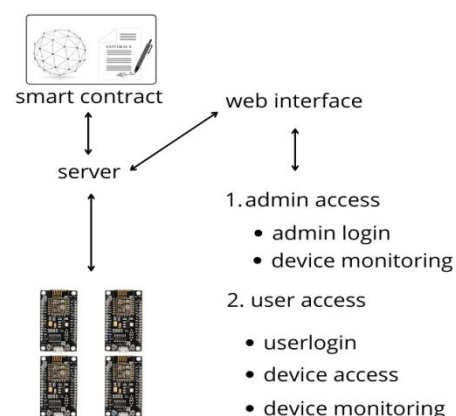 CONTRACT
smart contract
web interface
server
1.admin access
• admin login
• device monitoring
2. user access
• userlogin
• device access
• device monitoring